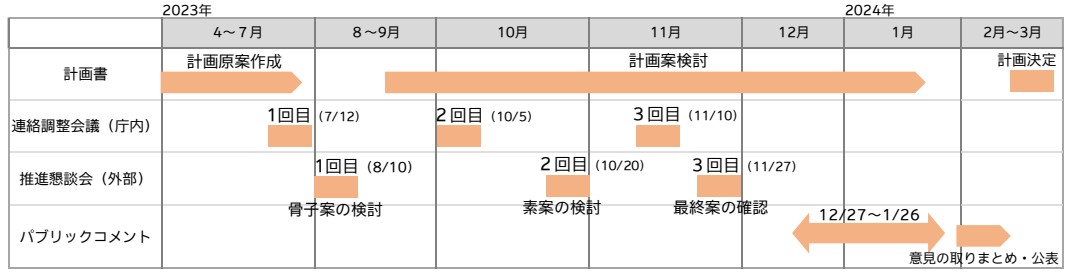 2023年
2024年
4～7月
8～9月
10月
11月
12月
1月
2月～3月
計画書
計画原案作成
計画案検討
計画決定
連絡調整会議（庁内）
1回目（7/12）
2回目（10/5）
3回目（11/10）
推進懇談会（外部）
1回目（8/10）
2回目（10/20）
3回目（11/27）
骨子案の検討
素案の検討
最終案の確認
パブリックコメント
12/27～1/26
意見の取りまとめ・公表